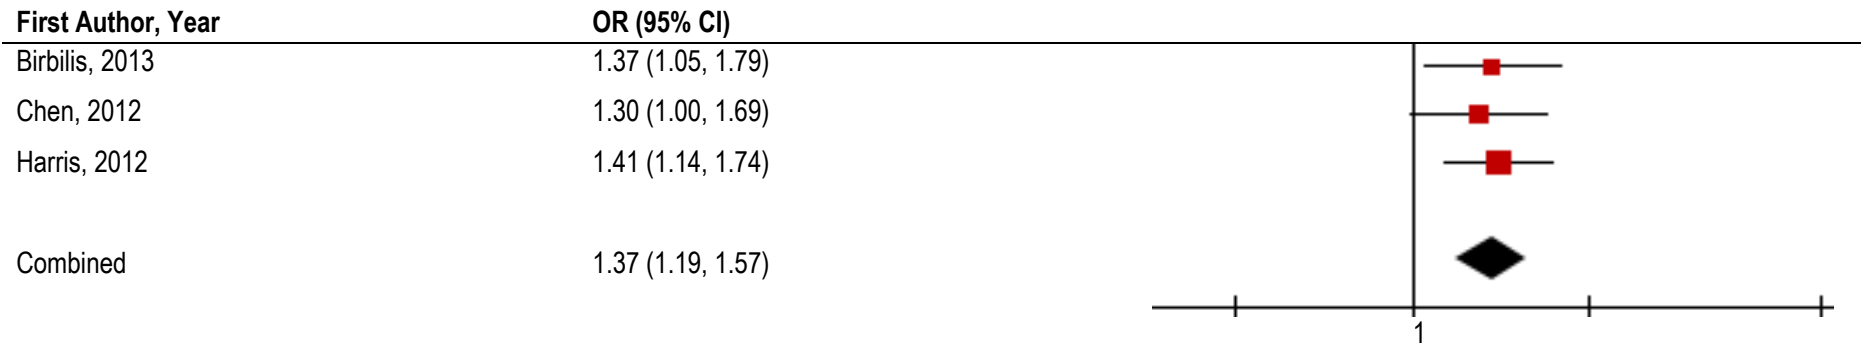 First Author, Year OR (95% CI)
Birbilis, 2013 1.37 (1.05, 1.79)
Chen, 2012 1.30 (1.00, 1.69)
Harris, 2012 1.41 (1.14, 1.74)
Combined 1.37 (1.19, 1.57)
1